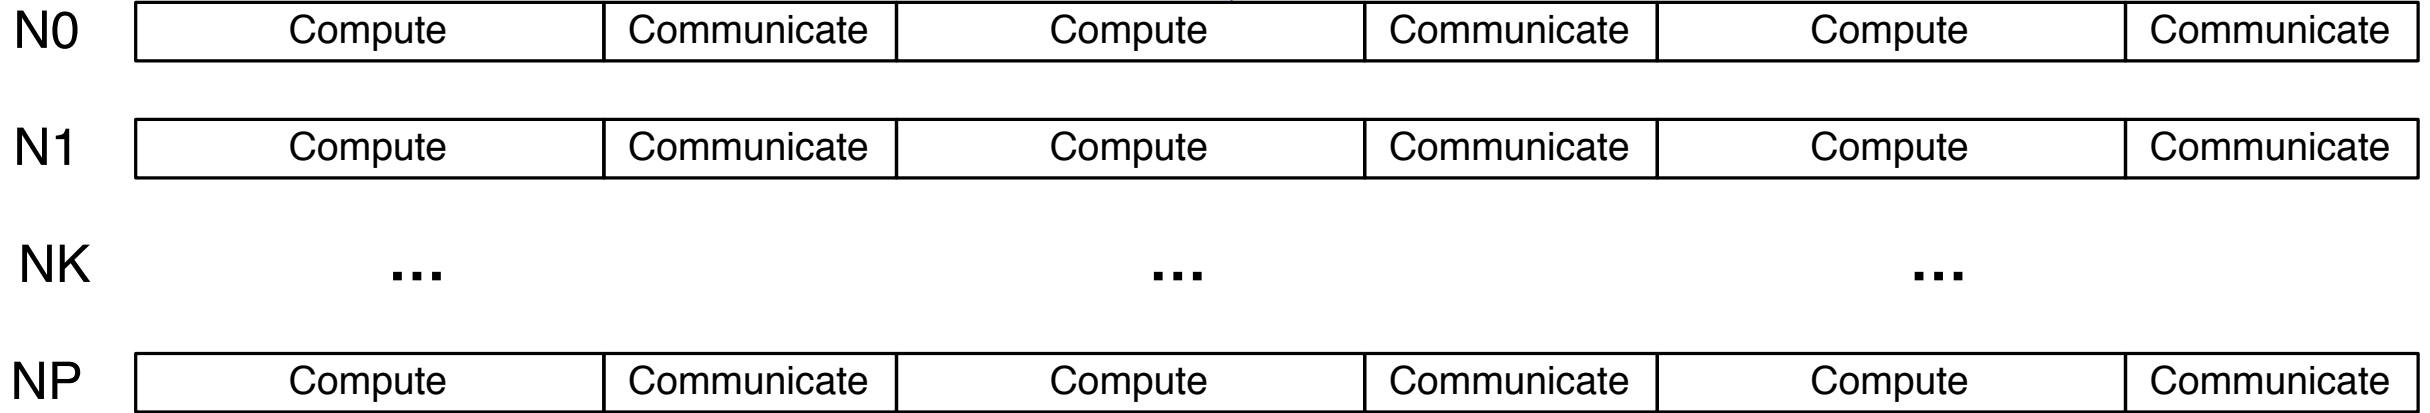 N0 Compute Communicate Compute Communicate Compute Communicate
N1 Compute Communicate Compute Communicate Compute Communicate
NK ... ... ...
NP Compute Communicate Compute Communicate Compute Communicate